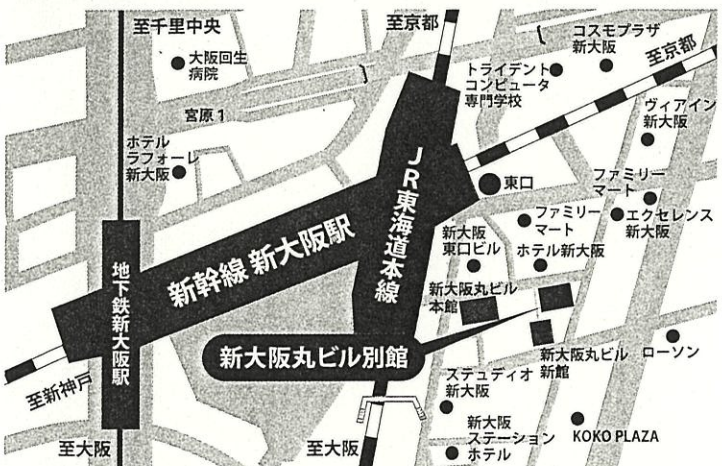 至千里中央
至京都
コスモプラザ
新大阪
大阪回生
病院
トライデント
コンピュータ
専門学校
至京都
宮原1
ヴィアイン
新大阪
ホテル
ラフォーレ
新大阪
JR東海道本線
東口
ファミリー
マート
ファミリー
マート
エクセレンス
新大阪
新大阪
東口ビル
ホテル新大阪
新幹線 新大阪駅
地下鉄新大阪駅
新大阪丸ビル
本館
新大阪丸ビル別館
新大阪丸ビル
新館
ローソン
至新神戸
ステュディオ
新大阪
新大阪
ステーション
ホテル
KOKO PLAZA
至大阪
至大阪